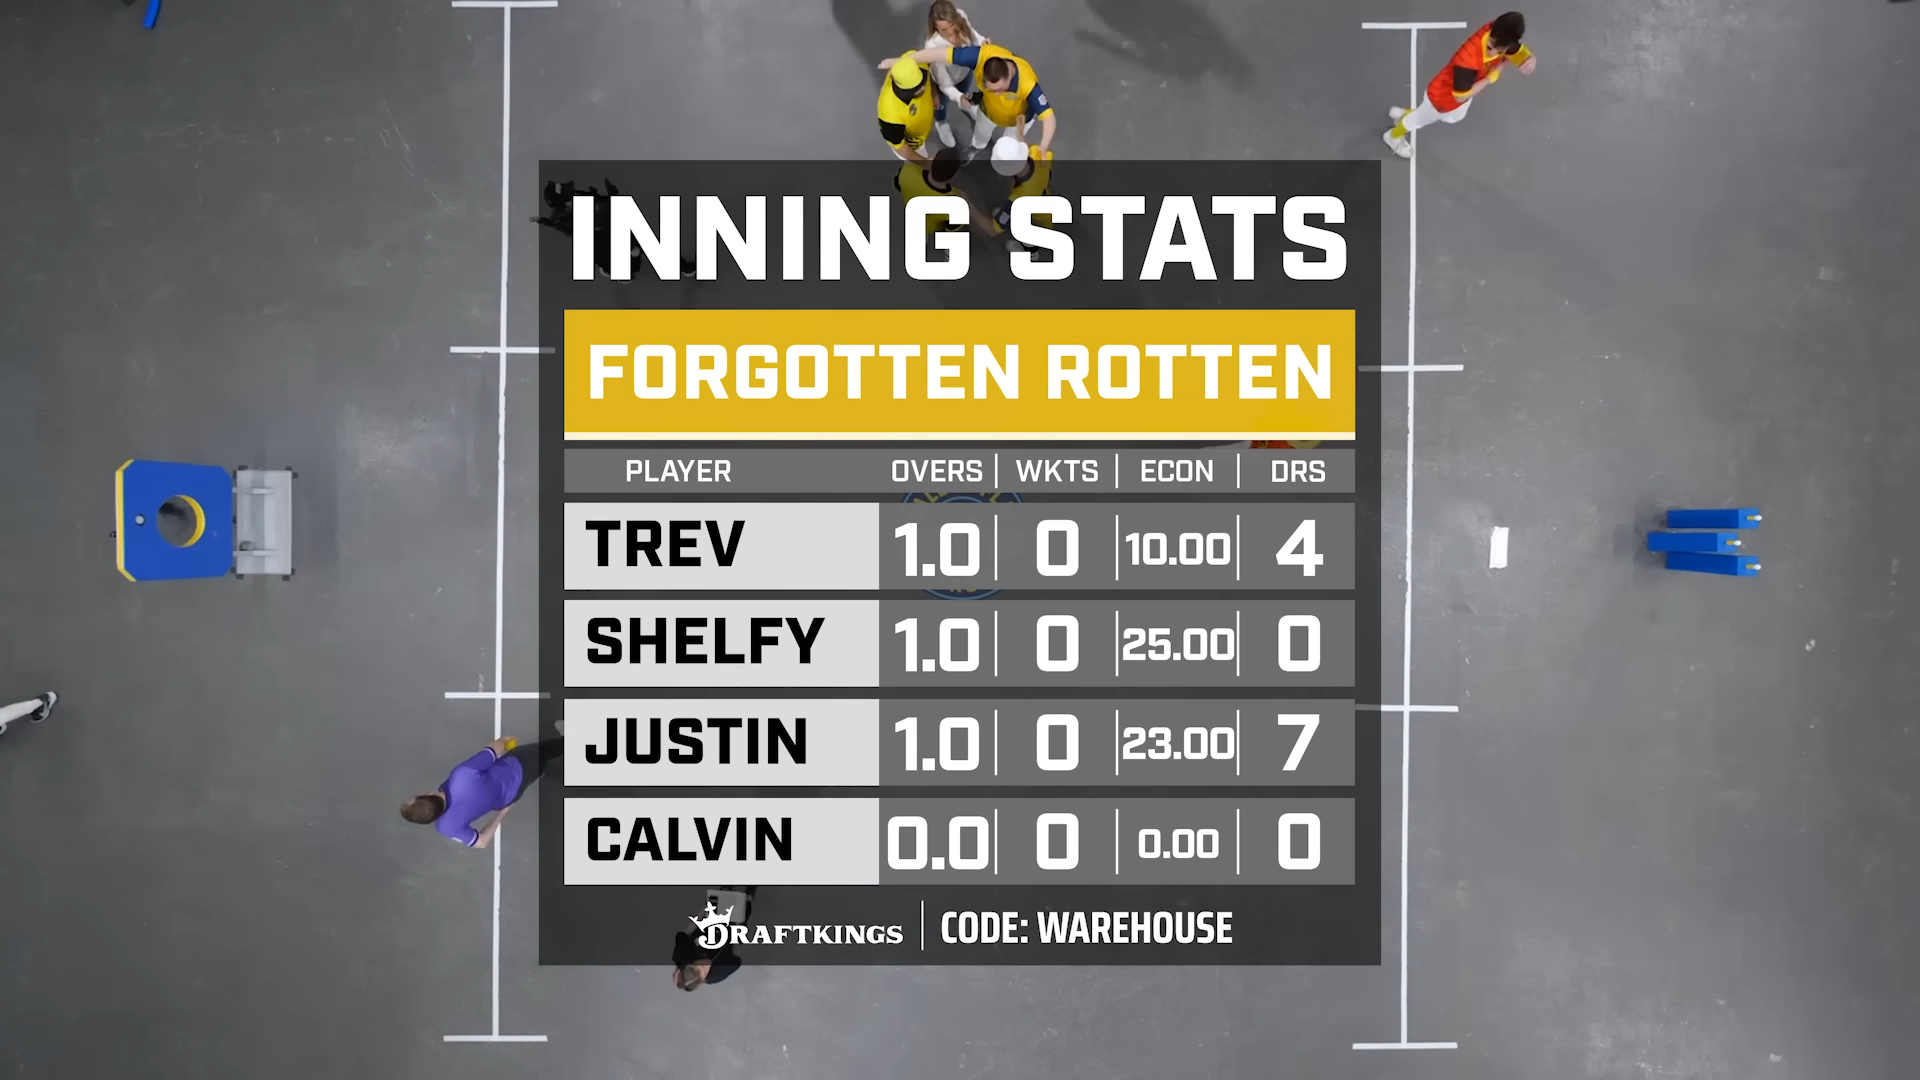 INNING STATS
FORGOTTEN ROTTEN
PLAYER OVERS | WKTS | ECON | DRS
TREV 1.0 | 0 | 10.00 | 4
SHELFY 1.0 | 0 | 25.00 | 0
JUSTIN 1.0 | 0 | 23.00 | 7
CALVIN 0.0 | 0 | 0.00 | 0
DRAFTKINGS | CODE: WAREHOUSE